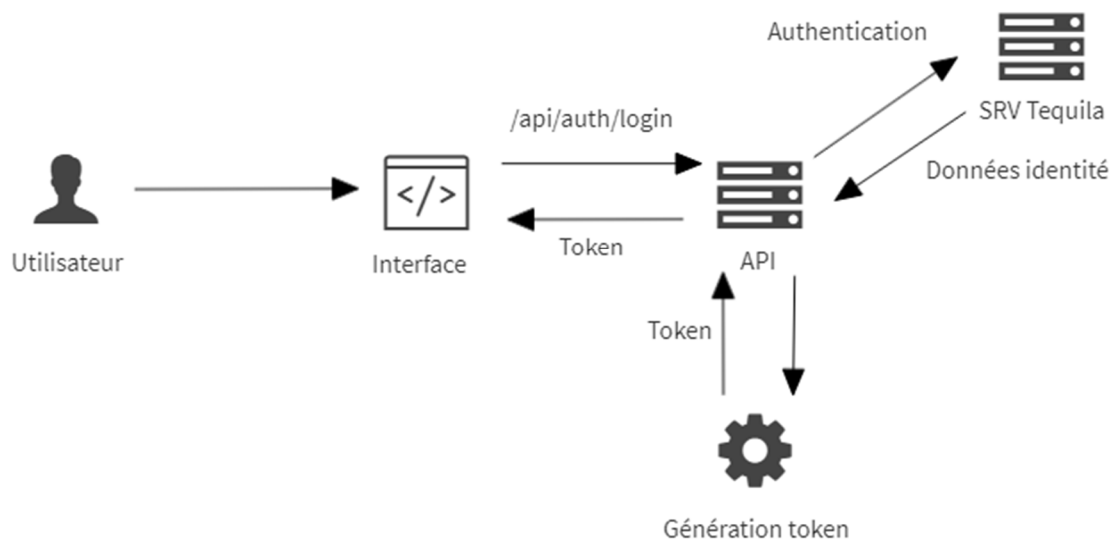 Authentication
SRV Tequila
/api/auth/login
Données identité
Utilisateur
Interface
Token
API
Token
Génération token